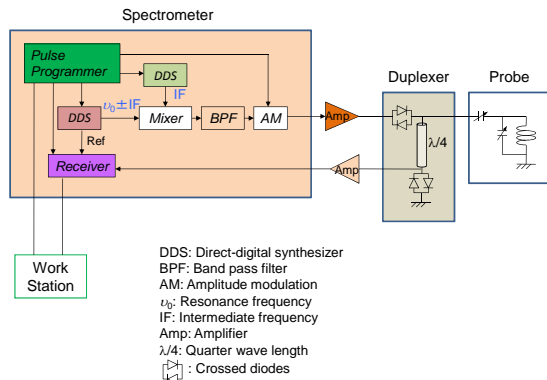 Spectrometer
Pulse
Programmer
DDS
IF
υ0±IF
DDS
Mixer
BPF
AM
Ref
Receiver
Amp
Amp
Duplexer
λ/4
Probe
Work
Station
DDS: Direct-digital synthesizer
BPF: Band pass filter
AM: Amplitude modulation
υ0: Resonance frequency
IF: Intermediate frequency
Amp: Amplifier
λ/4: Quarter wave length
: Crossed diodes